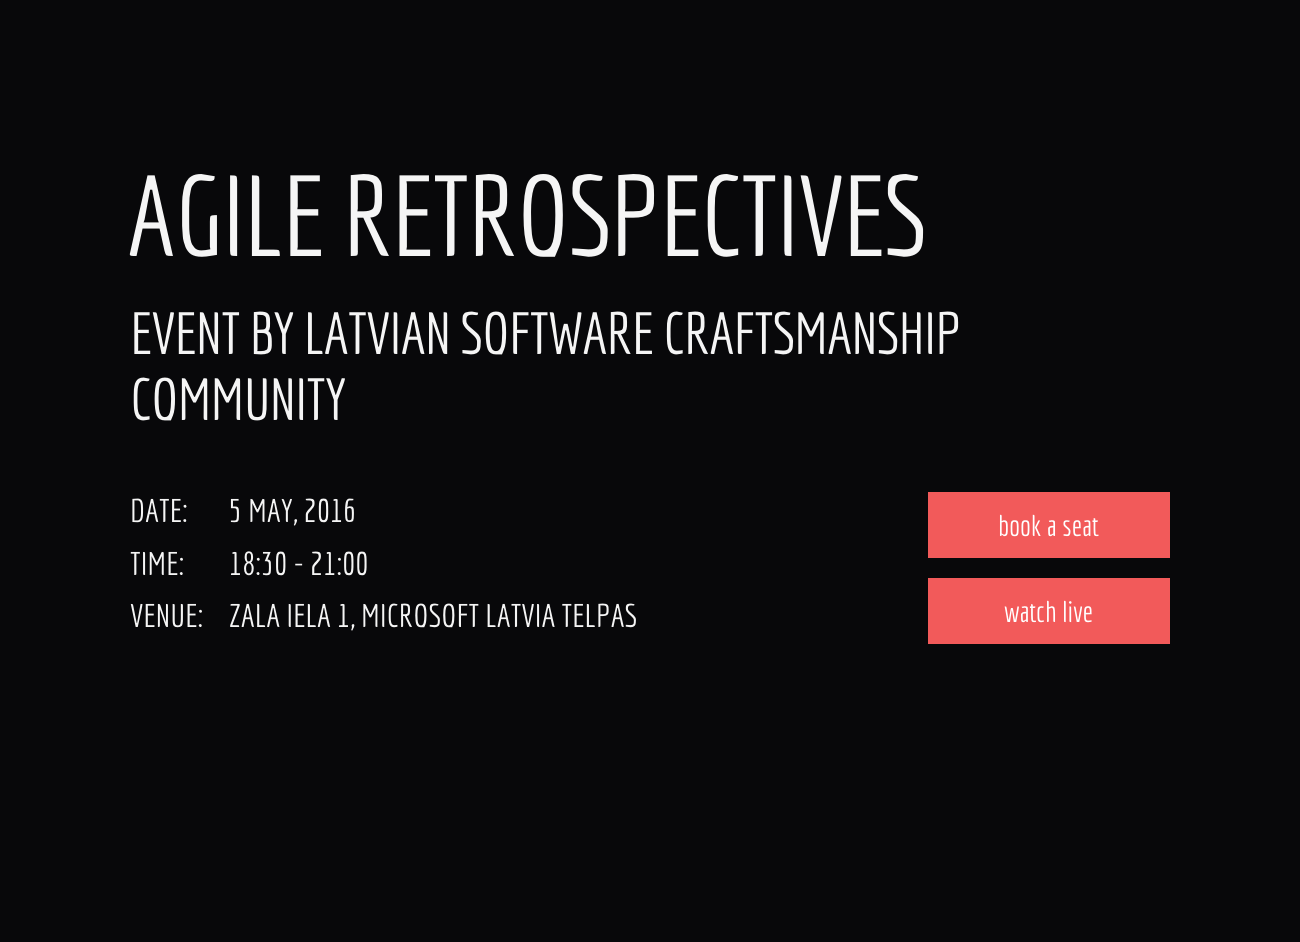 AGILE RETROSPECTIVES
EVENT BY LATVIAN SOFTWARE CRAFTSMANSHIP
COMMUNITY
DATE: 5 MAY, 2016
TIME: 18:30 - 21:00
VENUE: ZALA IELA 1, MICROSOFT LATVIA TELPAS
book a seat
watch live